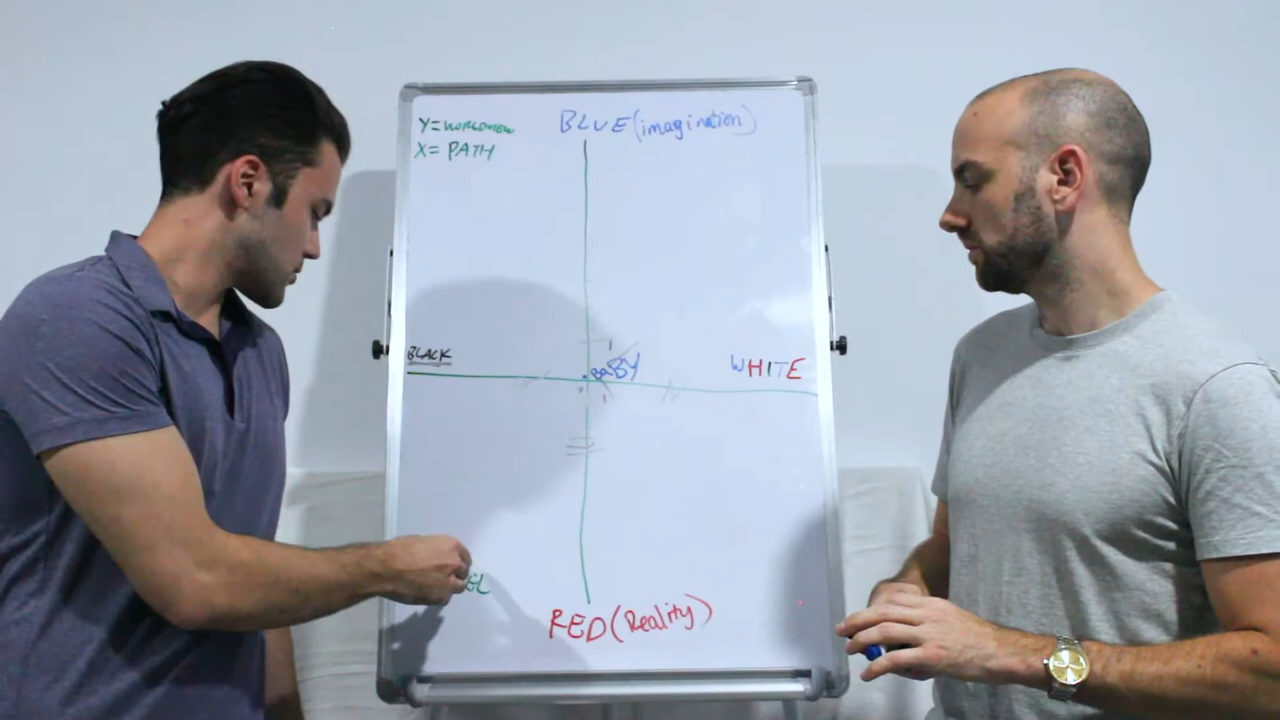 Y=WORLDVIEW
X= PATH
BLUE (imagination)
BLACK
BaBY
WHITE
RED (Reality)